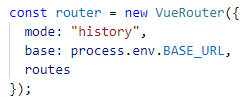 const router = new VueRouter({
mode: "history",
base: process.env.BASE_URL,
routes
});